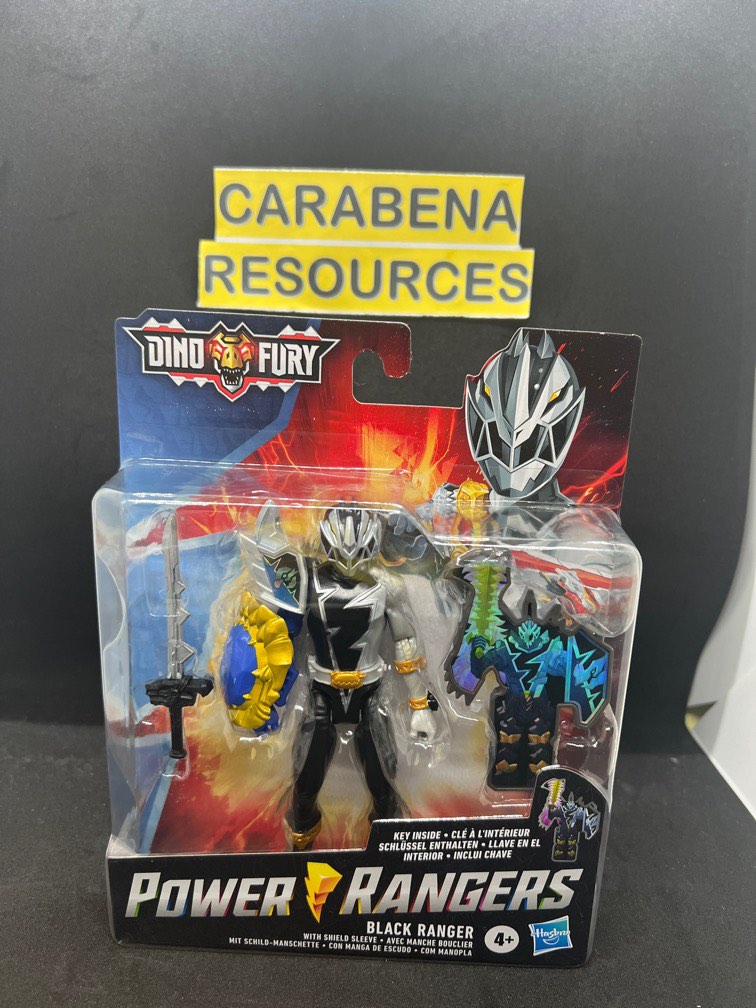 CARABENA
RESOURCES
DINO FURY
KEY INSIDE • CLÉ À L'INTÉRIEUR
SCHLÜSSEL ENTHALTEN • LLAVE EN EL
INTERIOR • INCLUI CHAVE
POWER RANGERS
BLACK RANGER
WITH SHIELD SLEEVE • AVEC MANCHE BOUCLIER
MIT SCHILD-MANSCHETTE • CON MANGA DE ESCUDO • COM MANOPLA
4+
Hasbro